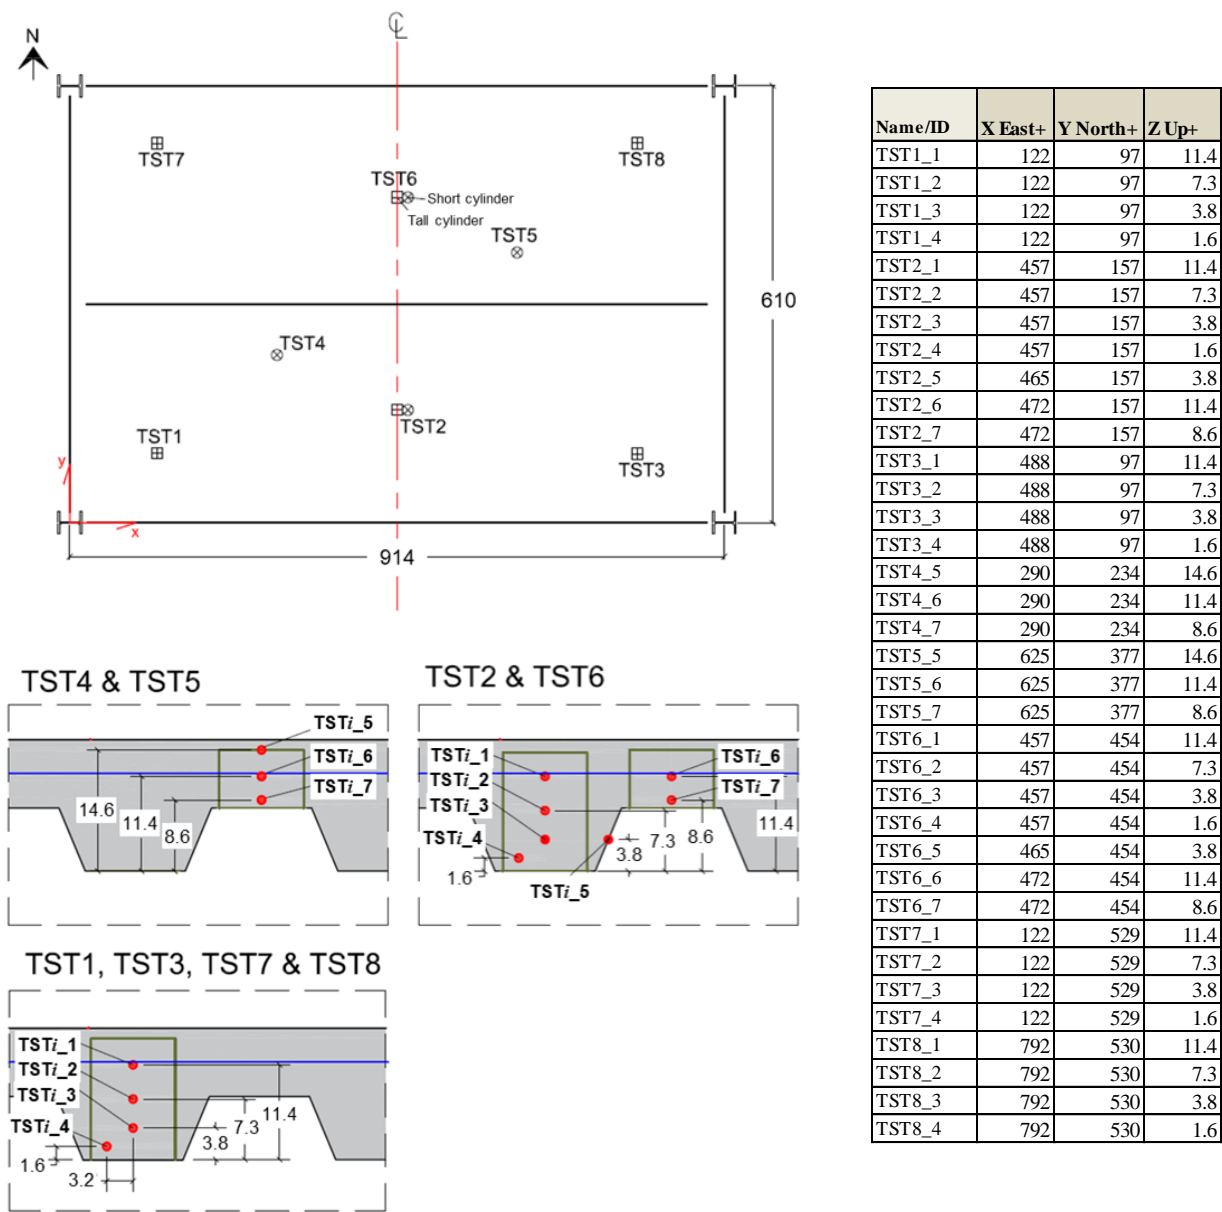 N
℄
TST7
TST8
TST6
Short cylinder
Tall cylinder
TST5
610
TST4
TST2
TST1
TST3
y
x
914
TST4 & TST5
TSTi_5
TSTi_6
TSTi_7
14.6
11.4
8.6
TST2 & TST6
TSTi_1
TSTi_2
TSTi_3
TSTi_4
TSTi_6
TSTi_7
TSTi_5
1.6
3.8
7.3
8.6
11.4
TST1, TST3, TST7 & TST8
TSTi_1
TSTi_2
TSTi_3
TSTi_4
11.4
7.3
3.8
1.6
3.2
Name/ID X East+ Y North+ Z Up+
TST1_1 122 97 11.4
TST1_2 122 97 7.3
TST1_3 122 97 3.8
TST1_4 122 97 1.6
TST2_1 457 157 11.4
TST2_2 457 157 7.3
TST2_3 457 157 3.8
TST2_4 457 157 1.6
TST2_5 465 157 3.8
TST2_6 472 157 11.4
TST2_7 472 157 8.6
TST3_1 488 97 11.4
TST3_2 488 97 7.3
TST3_3 488 97 3.8
TST3_4 488 97 1.6
TST4_5 290 234 14.6
TST4_6 290 234 11.4
TST4_7 290 234 8.6
TST5_5 625 377 14.6
TST5_6 625 377 11.4
TST5_7 625 377 8.6
TST6_1 457 454 11.4
TST6_2 457 454 7.3
TST6_3 457 454 3.8
TST6_4 457 454 1.6
TST6_5 465 454 3.8
TST6_6 472 454 11.4
TST6_7 472 454 8.6
TST7_1 122 529 11.4
TST7_2 122 529 7.3
TST7_3 122 529 3.8
TST7_4 122 529 1.6
TST8_1 792 530 11.4
TST8_2 792 530 7.3
TST8_3 792 530 3.8
TST8_4 792 530 1.6